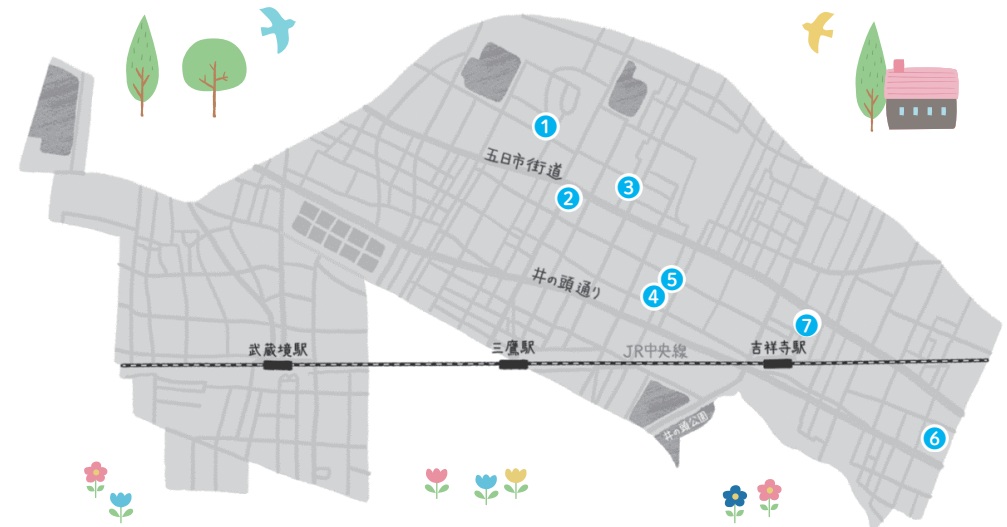 1
五日市街道
2
3
井の頭通り
5
4
7
武蔵境駅
三鷹駅
JR中央線
吉祥寺駅
井の頭公園
6